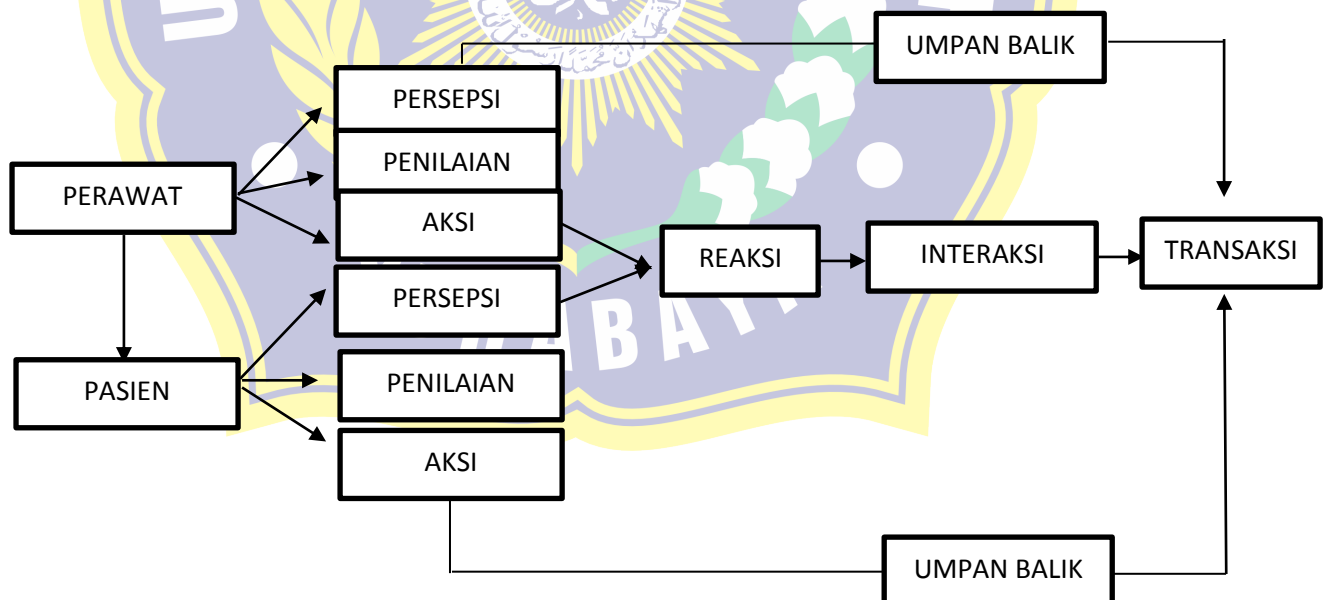 UMPAN BALIK
PERSEPSI
PENILAIAN
PERAWAT
AKSI
REAKSI
INTERAKSI
TRANSAKSI
PERSEPSI
PASIEN
PENILAIAN
AKSI
UMPAN BALIK